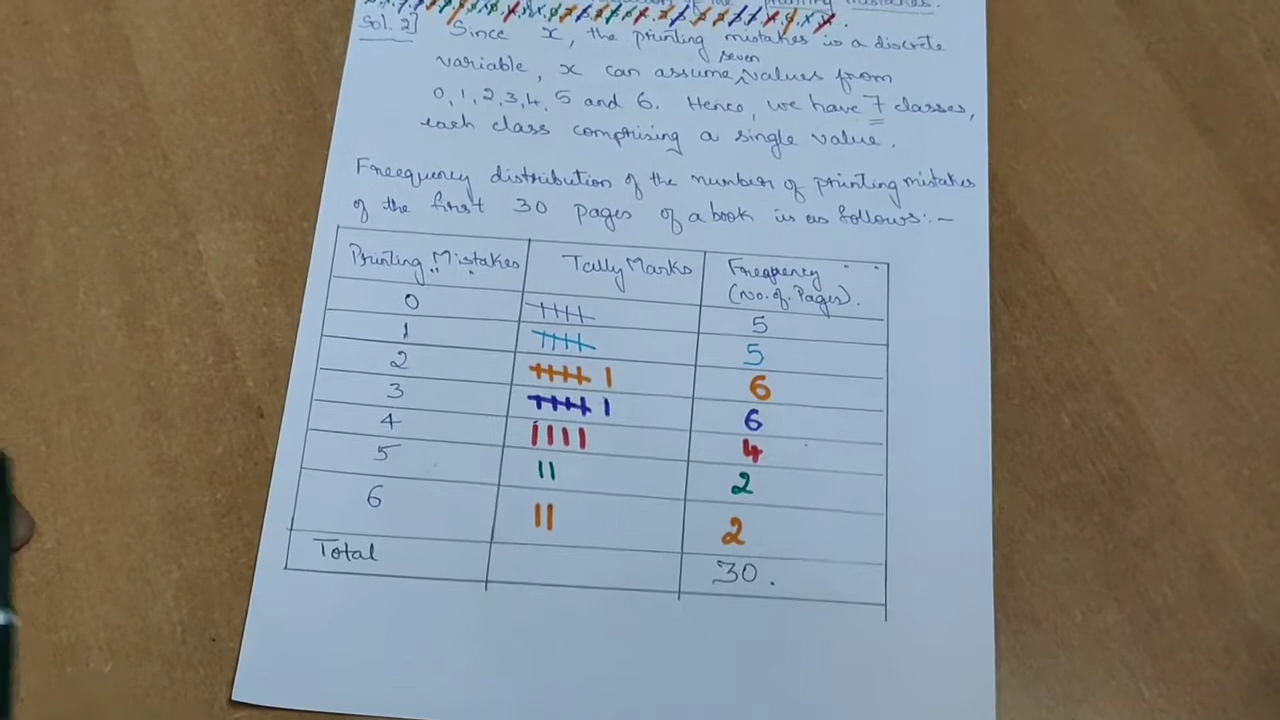 printing mistakes.
Sol. 2] Since x, the printing mistakes is a discrete
seven
variable, x can assume values from
0, 1, 2, 3, 4, 5 and 6. Hence, we have 7 classes,
each class comprising a single value.
Freequency distribution of the number of printing mistakes
of the first 30 pages of a book is as follows:-
Printing Mistakes Tally Marks Frequency
(No. of. Pages).
0 5
1 5
2 6
3 6
4 4
5 2
6 2
Total 30.